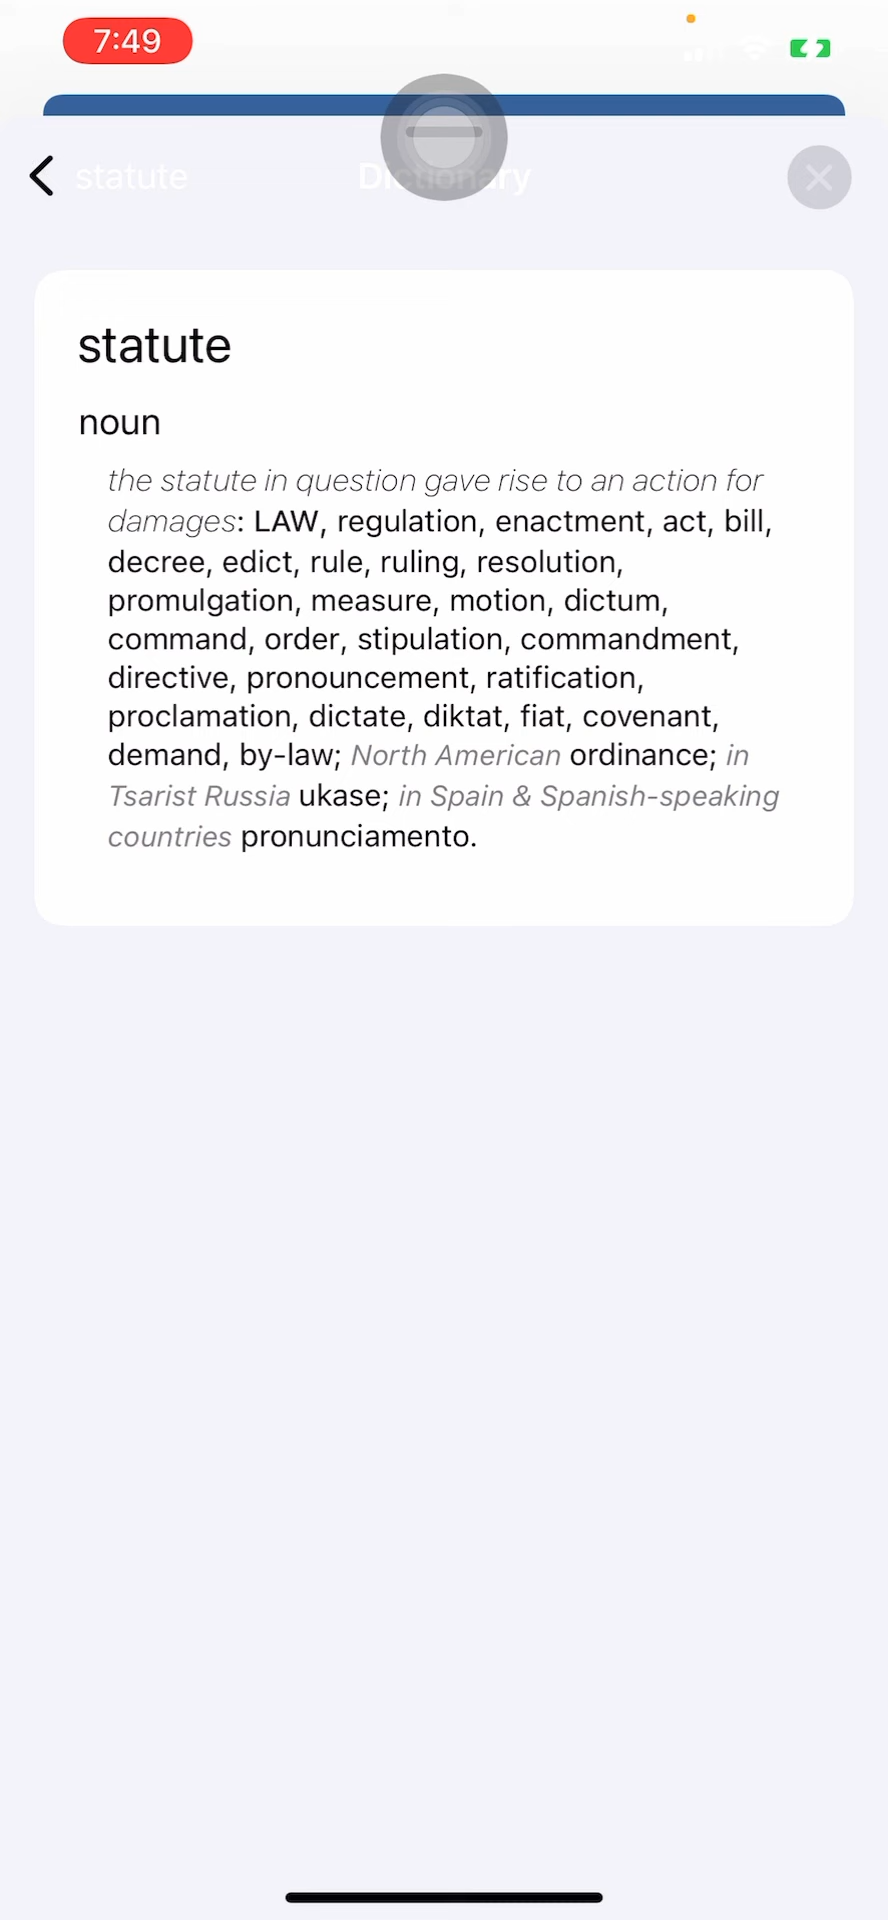 7:49
statute
Dictionary
statute
noun
the statute in question gave rise to an action for
damages: LAW, regulation, enactment, act, bill,
decree, edict, rule, ruling, resolution,
promulgation, measure, motion, dictum,
command, order, stipulation, commandment,
directive, pronouncement, ratification,
proclamation, dictate, diktat, fiat, covenant,
demand, by-law; North American ordinance; in
Tsarist Russia ukase; in Spain & Spanish-speaking
countries pronunciamento.